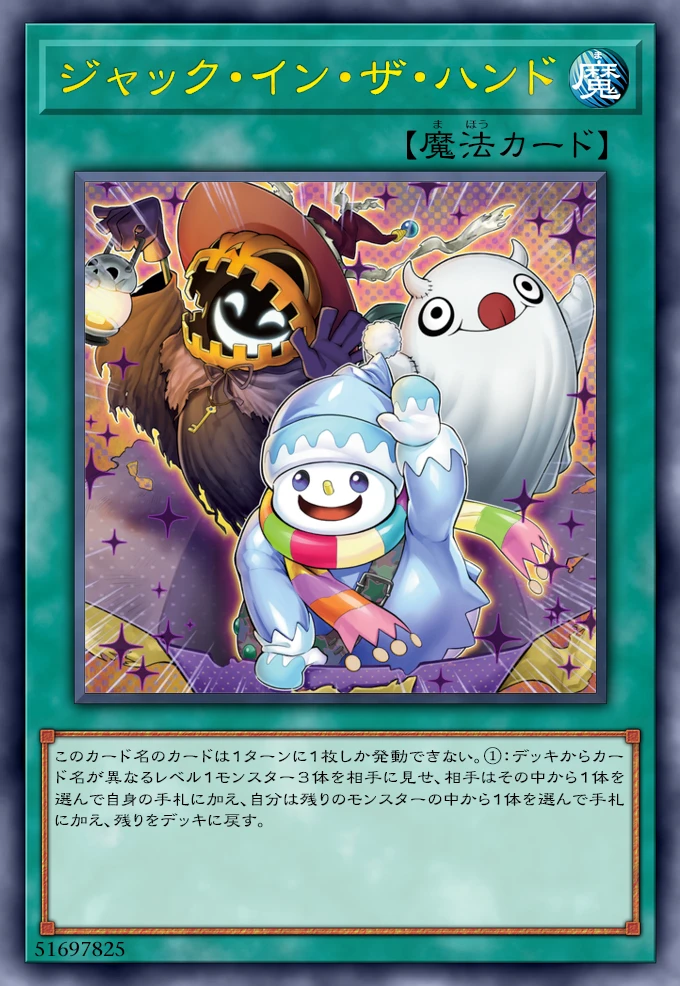 ジャック・イン・ザ・ハンド
魔
ま
【魔法カード】
ま ほう
このカード名のカードは1ターンに1枚しか発動できない。①：デッキからカー
ド名が異なるレベル1モンスター3体を相手に見せ、相手はその中から1体を
選んで自身の手札に加え、自分は残りのモンスターの中から1体を選んで手札
に加え、残りをデッキに戻す。
51697825